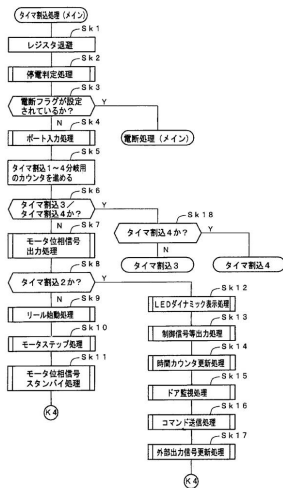 タイマ割込処理（メイン）
Sk1
レジスタ退避
Sk2
停電判定処理
Sk3
電断フラグが設定
されているか？
Y
N
電断処理（メイン）
Sk4
ポート入力処理
Sk5
タイマ割込1～4分岐用
のカウンタを進める
Sk6
タイマ割込3／
タイマ割込4か？
Y
N
Sk18
タイマ割込4か？
Y
N
タイマ割込3
タイマ割込4
Sk7
モータ位相信号
出力処理
Sk8
タイマ割込2か？
Y
N
Sk9
リール始動処理
Sk10
モータステップ処理
Sk11
モータ位相信号
スタンバイ処理
K4
Sk12
LEDダイナミック表示処理
Sk13
制御信号等出力処理
Sk14
時間カウンタ更新処理
Sk15
ドア監視処理
Sk16
コマンド送信処理
Sk17
外部出力信号更新処理
K4